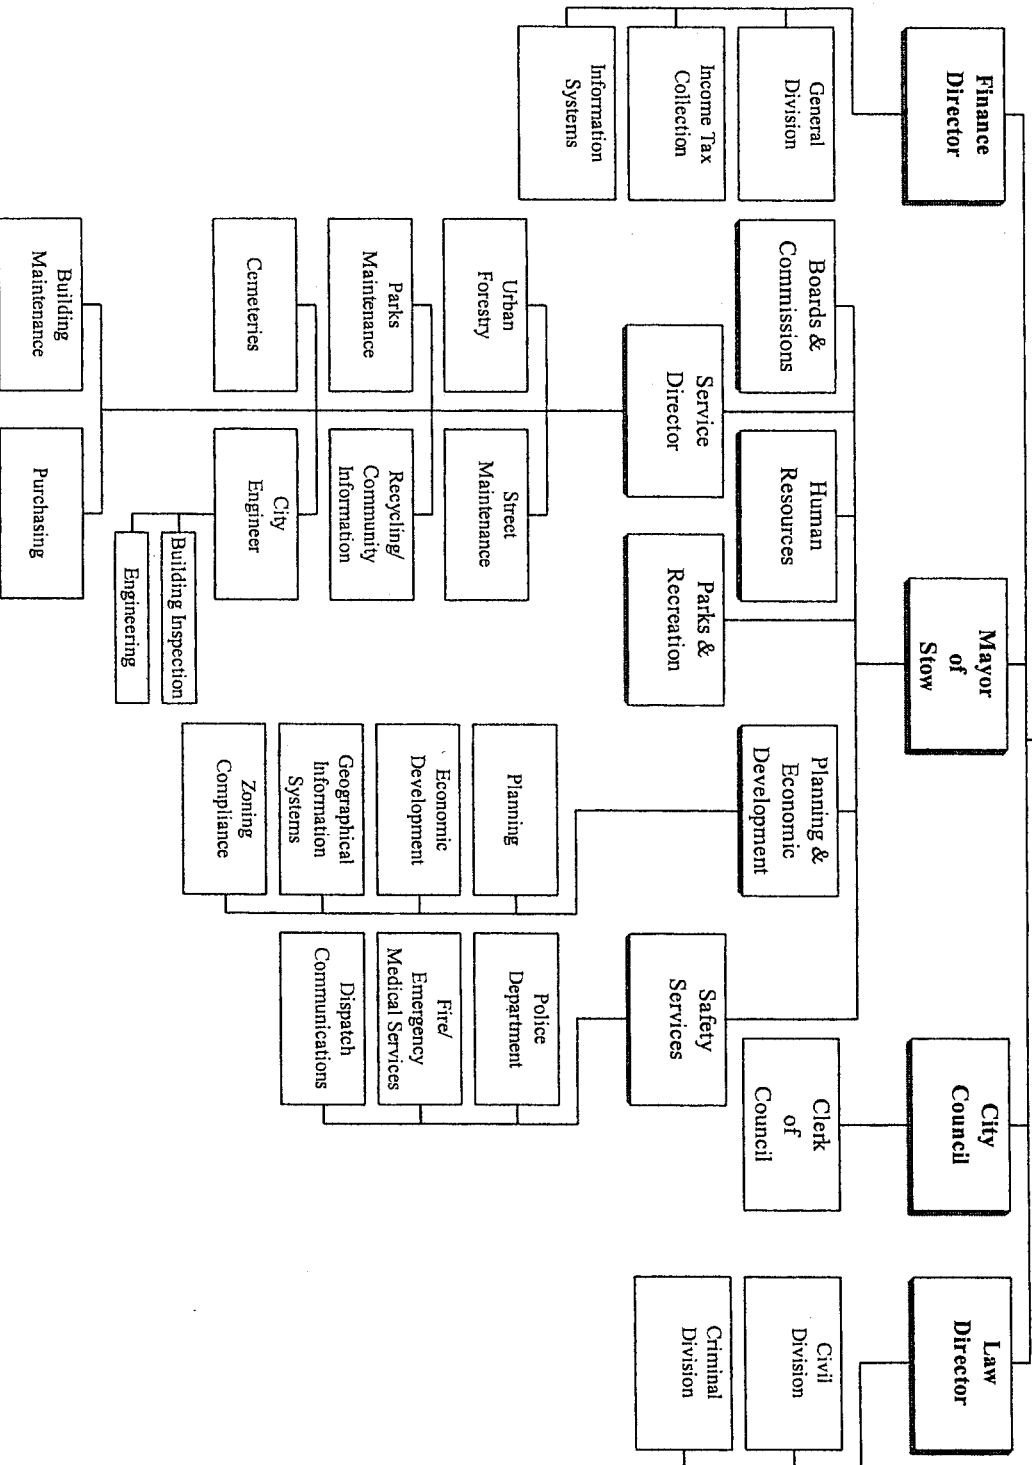 Finance
Director
Mayor
of
Stow
City
Council
Law
Director
General
Division
Income Tax
Collection
Information
Systems
Boards &
Commissions
Human
Resources
Planning &
Economic
Development
Clerk
of
Council
Civil
Division
Criminal
Division
Service
Director
Parks &
Recreation
Safety
Services
Urban
Forestry
Street
Maintenance
Parks
Maintenance
Recycling/
Community
Information
Cemeteries
City
Engineer
Building Inspection
Engineering
Building
Maintenance
Purchasing
Planning
Economic
Development
Geographical
Information
Systems
Zoning
Compliance
Police
Department
Fire/
Emergency
Medical Services
Dispatch
Communications